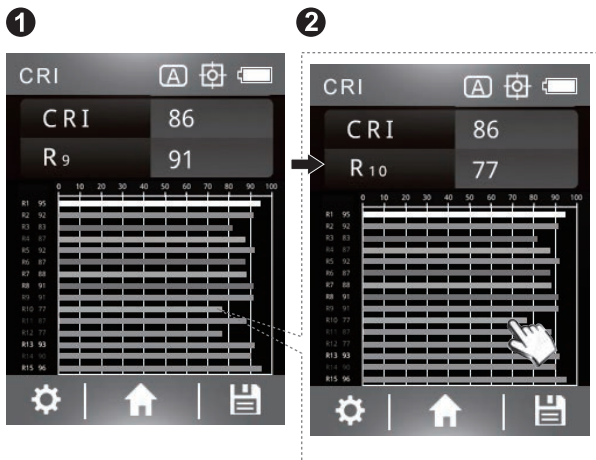 1
CRI A
CRI 86
R9 91
0 10 20 30 40 50 60 70 80 90 100
R1 95
R2 92
R3 83
R4 87
R5 92
R6 87
R7 88
R8 91
R9 91
R10 77
R11 87
R12 77
R13 93
R14 90
R15 96
2
CRI A
CRI 86
R10 77
0 10 20 30 40 50 60 70 80 90 100
R1 95
R2 92
R3 83
R4 87
R5 92
R6 87
R7 88
R8 91
R9 91
R10 77
R11 87
R12 77
R13 93
R14 90
R15 96